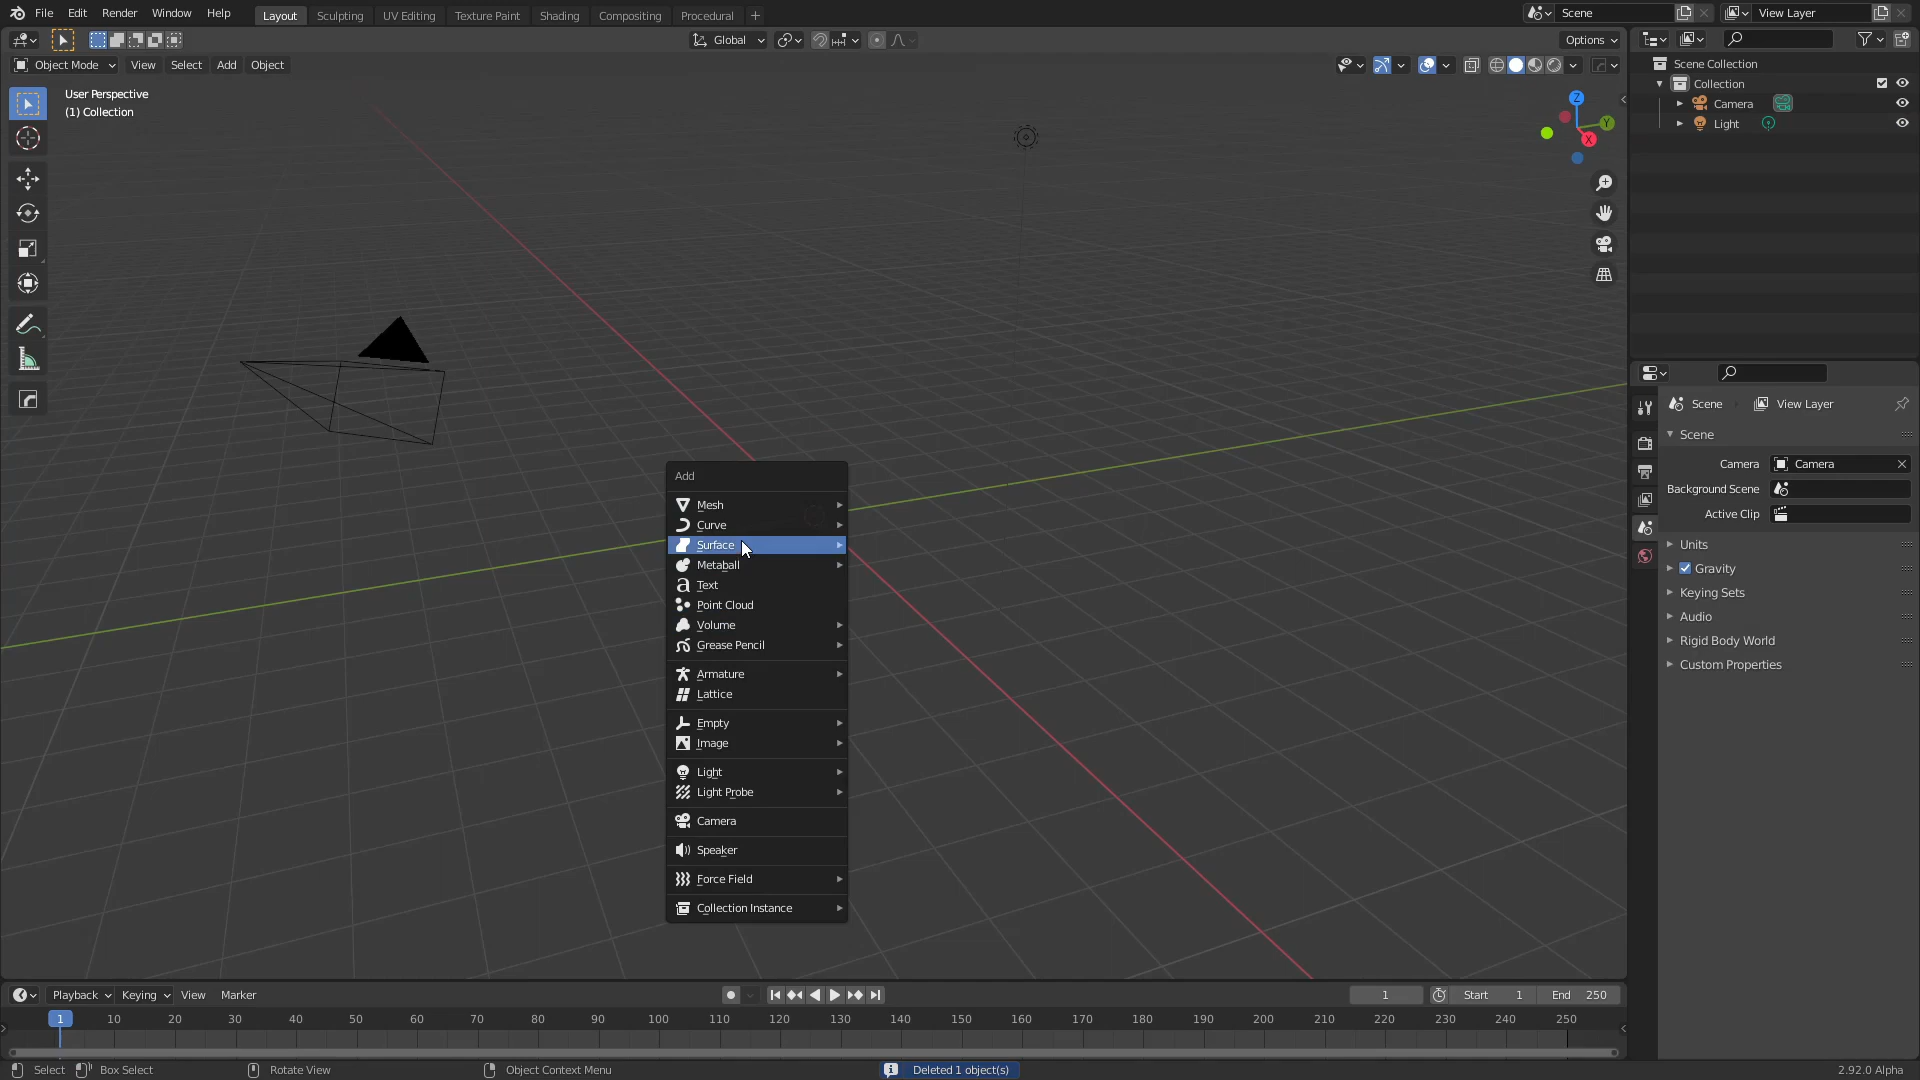 File Edit Render Window Help Layout Sculpting UV Editing Texture Paint Shading Compositing Procedural + Scene View Layer
Global Options
Object Mode View Select Add Object
User Perspective
(1) Collection
Z
Y
X
Scene Collection
Collection
Camera
Light
Add
Mesh
Curve
Surface
Metaball
Text
Point Cloud
Volume
Grease Pencil
Armature
Lattice
Empty
Image
Light
Light Probe
Camera
Speaker
Force Field
Collection Instance
Scene View Layer
Scene
Camera Camera
Background Scene
Active Clip
Units
Gravity
Keying Sets
Audio
Rigid Body World
Custom Properties
Playback Keying View Marker 1 Start 1 End 250
1 10 20 30 40 50 60 70 80 90 100 110 120 130 140 150 160 170 180 190 200 210 220 230 240 250
Select Box Select Rotate View Object Context Menu Deleted 1 object(s) 2.92.0 Alpha